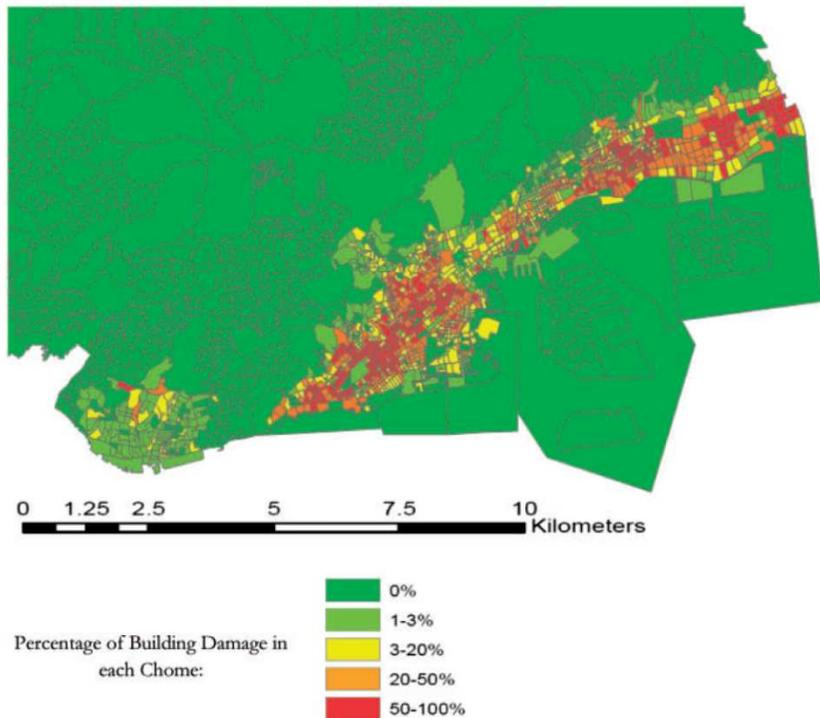 0 1.25 2.5 5 7.5 10
Kilometers
Percentage of Building Damage in
each Chome:
0%
1-3%
3-20%
20-50%
50-100%